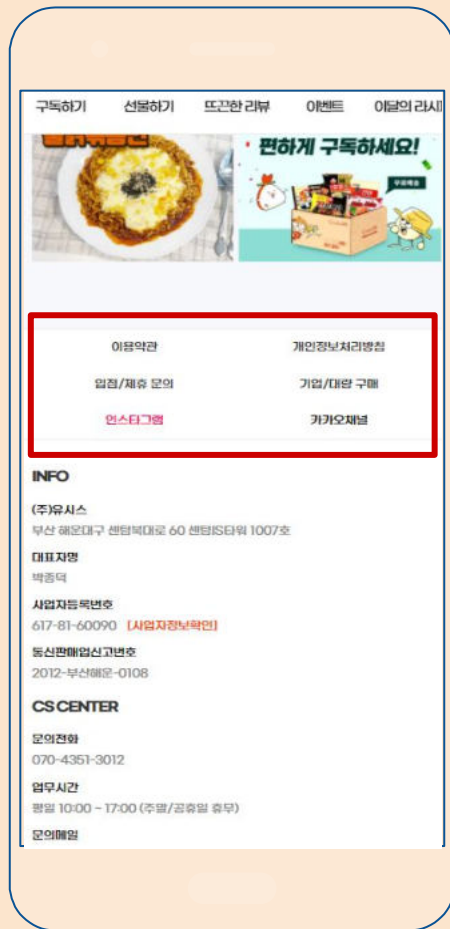 구독하기 선물하기 뜨끈한 리뷰 이벤트 이달의 라시
편하게 구독하세요!
무료배송
이용약관 개인정보처리방침
입점/제휴 문의 기업/대량 구매
인스타그램 카카오채널
INFO
(주)유시스
부산 해운대구 센텀북대로 60 센텀IS타워 1007호
대표자명
박종덕
사업자등록번호
617-81-60090 [사업자정보확인]
통신판매업신고번호
2012-부산해운-0108
CS CENTER
문의전화
070-4351-3012
업무시간
평일 10:00 ~ 17:00 (주말/공휴일 휴무)
문의메일